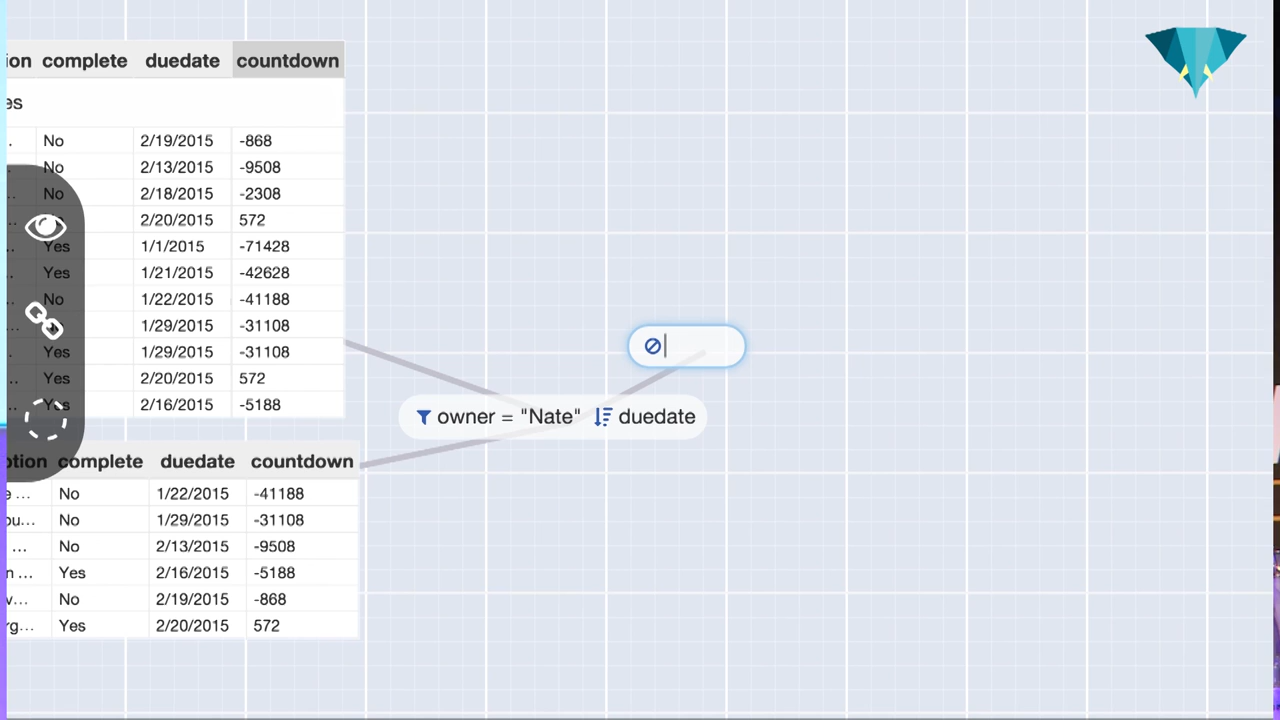 ion complete duedate countdown
es
. No 2/19/2015 -868
. No 2/13/2015 -9508
... No 2/18/2015 -2308
.. 2/20/2015 572
.. Yes 1/1/2015 -71428
. Yes 1/21/2015 -42628
.. No 1/22/2015 -41188
... 1/29/2015 -31108
. Yes 1/29/2015 -31108
.. Yes 2/20/2015 572
... Yes 2/16/2015 -5188
owner = "Nate" duedate
ption complete duedate countdown
e ... No 1/22/2015 -41188
ou... No 1/29/2015 -31108
... No 2/13/2015 -9508
n ... Yes 2/16/2015 -5188
v... No 2/19/2015 -868
rg... Yes 2/20/2015 572